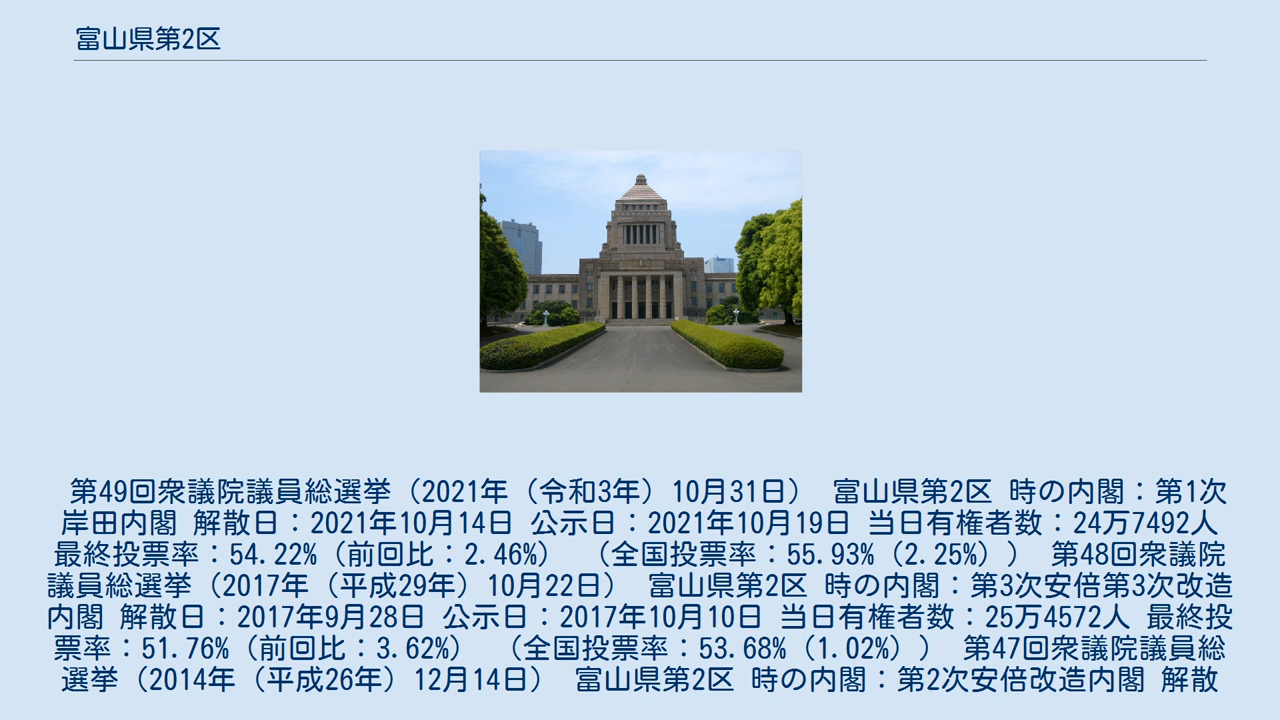 富山県第2区
第49回衆議院議員総選挙（2021年（令和3年）10月31日） 富山県第2区 時の内閣：第1次
岸田内閣 解散日：2021年10月14日 公示日：2021年10月19日 当日有権者数：24万7492人
最終投票率：54.22%（前回比：2.46%） （全国投票率：55.93%（2.25%）） 第48回衆議院
議員総選挙（2017年（平成29年）10月22日） 富山県第2区 時の内閣：第3次安倍第3次改造
内閣 解散日：2017年9月28日 公示日：2017年10月10日 当日有権者数：25万4572人 最終投
票率：51.76%（前回比：3.62%） （全国投票率：53.68%（1.02%）） 第47回衆議院議員総
選挙（2014年（平成26年）12月14日） 富山県第2区 時の内閣：第2次安倍改造内閣 解散